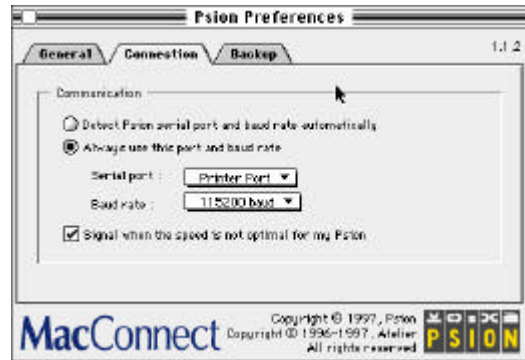 Psion Preferences
General Connection Backup
1.1.2
Communication
Detect Psion serial port and baud rate automatically
Always use this port and baud rate
Serial port : Printer Port
Baud rate : 115200 baud
Signal when the speed is not optimal for my Psion
MacConnect
Copyright © 1997, Psion
Copyright © 1996-1997, Atelier
All rights reserved
PSION